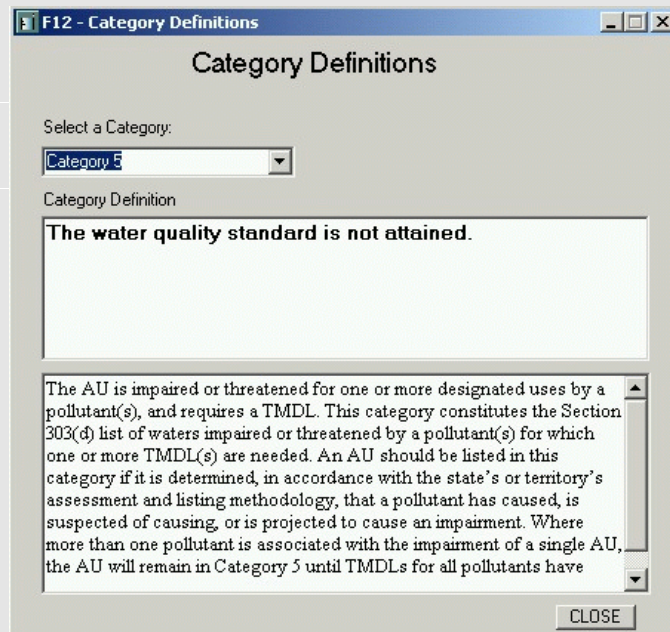 F12 - Category Definitions
Category Definitions
Select a Category:
Category 5
Category Definition
The water quality standard is not attained.
The AU is impaired or threatened for one or more designated uses by a
pollutant(s), and requires a TMDL. This category constitutes the Section
303(d) list of waters impaired or threatened by a pollutant(s) for which
one or more TMDL(s) are needed. An AU should be listed in this
category if it is determined, in accordance with the state's or territory's
assessment and listing methodology, that a pollutant has caused, is
suspected of causing, or is projected to cause an impairment. Where
more than one pollutant is associated with the impairment of a single AU,
the AU will remain in Category 5 until TMDLs for all pollutants have
CLOSE